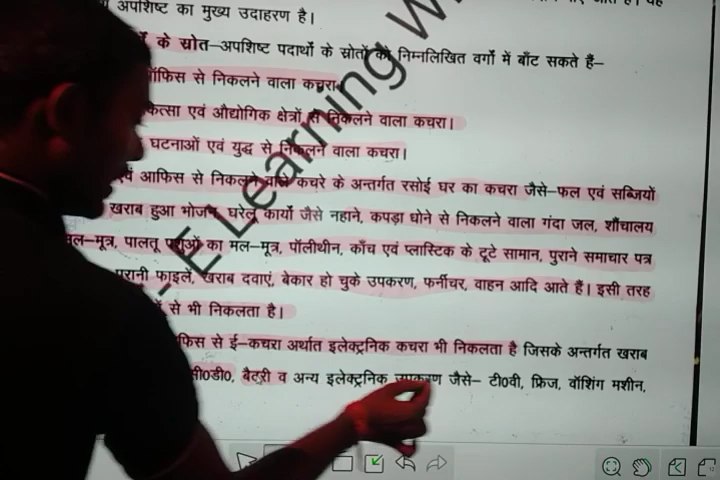 अपशिष्ट का मुख्य उदाहरण है।
के स्रोत–अपशिष्ट पदार्थो के स्रोतों को निम्नलिखित वर्गो में बाँट सकते हैं–
ऑफिस से निकलने वाला कचरा
एवं औद्योगिक क्षेत्रों से निकलने वाला कचरा।
घटनाओं एवं युद्ध से निकलने वाला कचरा।
एवं आफिस से निकलने वाले कचरे के अन्तर्गत रसोई घर का कचरा जैसे–फल एवं सब्जियों
खराब हुआ भोजन, घरेलू कार्यो जैसे नहाने, कपड़ा धोने से निकलने वाला गंदा जल, शौचालय
मल–मूत्र, पालतू पशुओं का मल–मूत्र, पॉलीथीन, काँच एवं प्लास्टिक के टूटे सामान, पुराने समाचार पत्र
पुरानी फाइलें, खराब दवाएं, बेकार हो चुके उपकरण, फर्नीचर, वाहन आदि आते हैं। इसी तरह
से भी निकलता है।
ऑफिस से ई–कचरा अर्थात इलेक्ट्रनिक कचरा भी निकलता है जिसके अन्तर्गत खराब
सी0डी0, बैटरी व अन्य इलेक्ट्रनिक उपकरण जैसे– टी0वी, फ्रिज, वॉशिंग मशीन,
- E Learning w